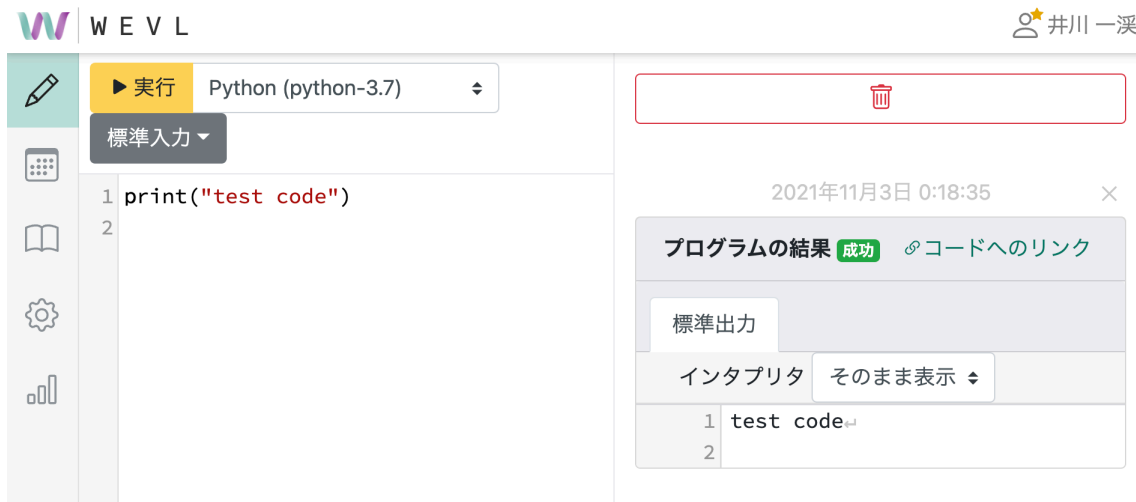 WEVL
井川 一渓
実行
Python (python-3.7)
標準入力
1 print("test code")
2
2021年11月3日 0:18:35
プログラムの結果 成功 コードへのリンク
標準出力
インタプリタ そのまま表示
1 test code↵
2